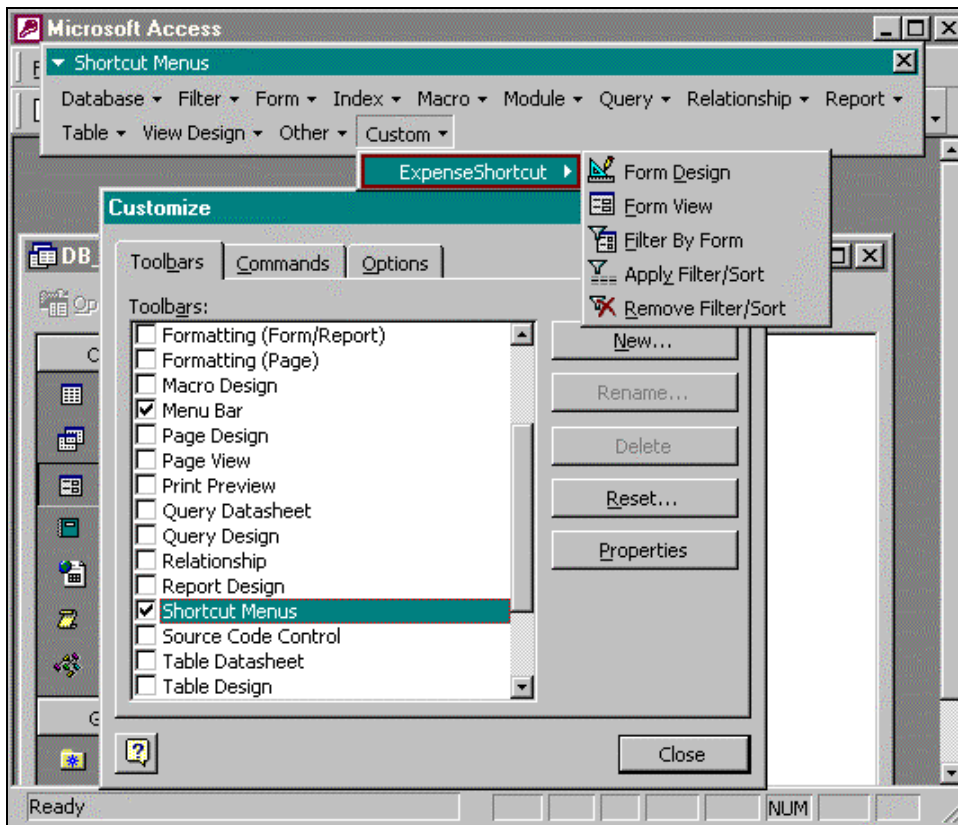 Microsoft Access
Shortcut Menus
Database Filter Form Index Macro Module Query Relationship Report
Table View Design Other Custom
ExpenseShortcut
Form Design
Form View
Filter By Form
Apply Filter/Sort
Remove Filter/Sort
Customize
DB_
Toolbars Commands Options
Op
Toolbars:
Formatting (Form/Report)
Formatting (Page)
Macro Design
Menu Bar
Page Design
Page View
Print Preview
Query Datasheet
Query Design
Relationship
Report Design
Shortcut Menus
Source Code Control
Table Datasheet
Table Design
New...
Rename...
Delete
Reset...
Properties
Close
Ready
NUM